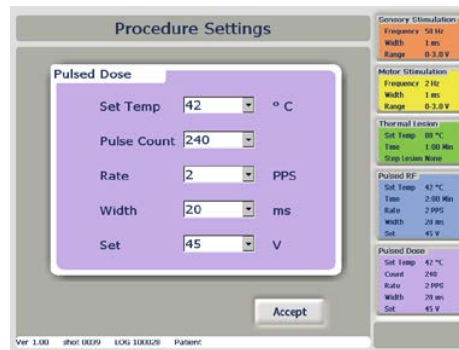 Procedure Settings
Pulsed Dose
Set Temp 42 ° C
Pulse Count 240
Rate 2 PPS
Width 20 ms
Set 45 V
Accept
Ver 1.00 shot 0039 LOG 100028 Patient
Sensory Stimulation
Frequency 50 Hz
Width 1 ms
Range 0-3.0 V
Motor Stimulation
Frequency 2 Hz
Width 1 ms
Range 0-3.0 V
Thermal Lesion
Set Temp 80 °C
Time 1:00 Min
Step Lesion None
Pulsed RF
Set Temp 42 °C
Time 2:00 Min
Rate 2 PPS
Width 20 ms
Set 45 V
Pulsed Dose
Set Temp 42 °C
Count 240
Rate 2 PPS
Width 20 ms
Set 45 V